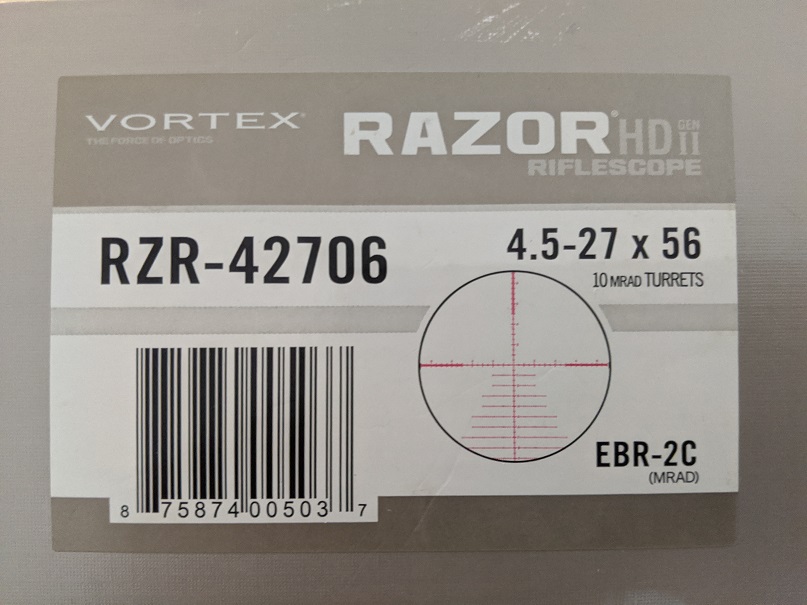 VORTEX®
THE FORCE OF OPTICS
RAZOR® HD GEN II
RIFLESCOPE
RZR-42706
4.5-27 x 56
10 MRAD TURRETS
EBR-2C
(MRAD)
8 75874 00503 7